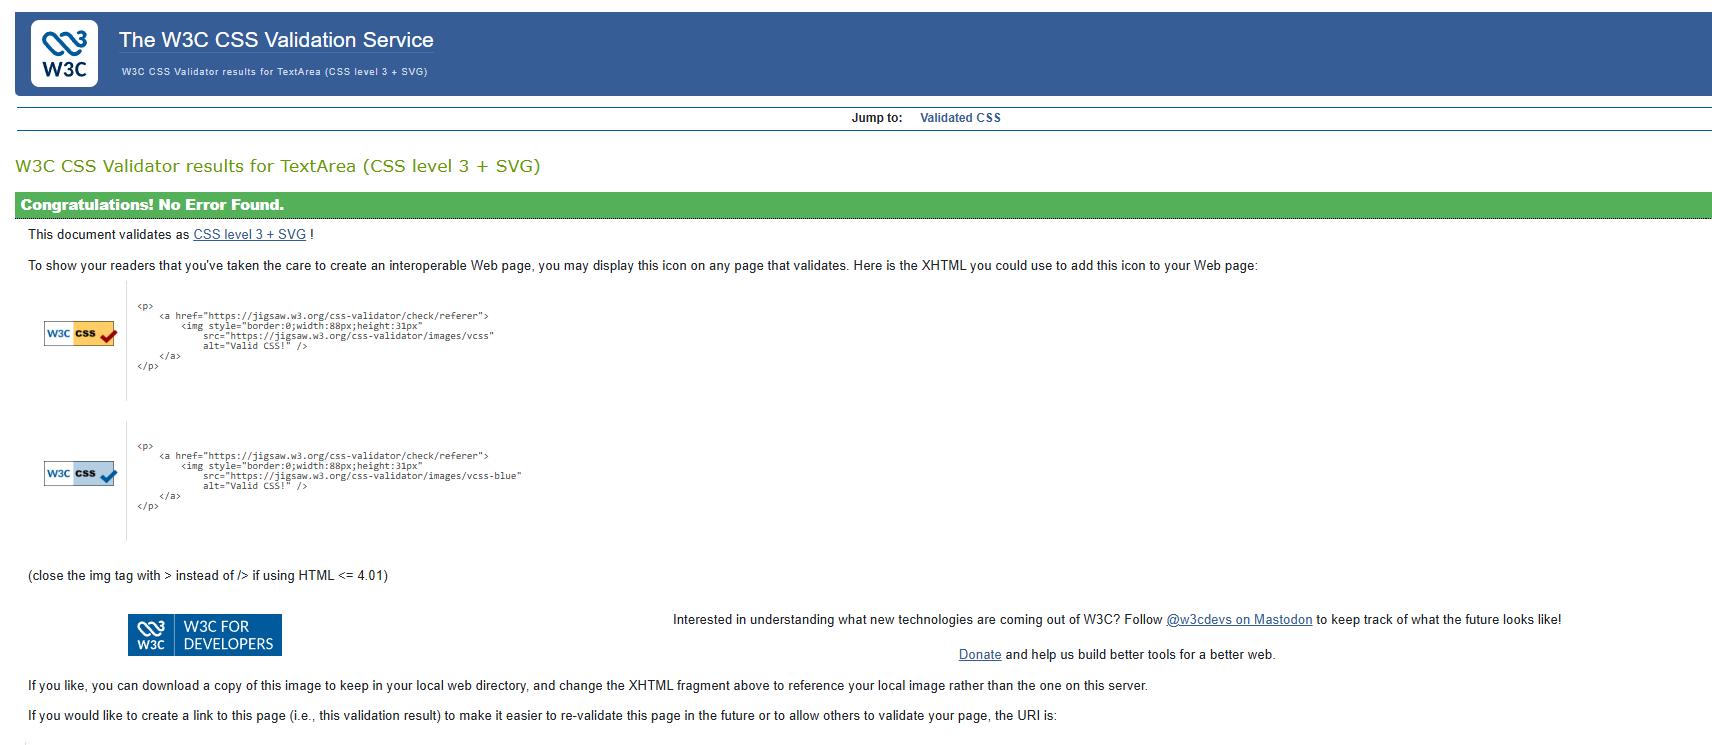 W3C
The W3C CSS Validation Service
W3C CSS Validator results for TextArea (CSS level 3 + SVG)
Jump to: Validated CSS
W3C CSS Validator results for TextArea (CSS level 3 + SVG)
Congratulations! No Error Found.
This document validates as CSS level 3 + SVG !
To show your readers that you've taken the care to create an interoperable Web page, you may display this icon on any page that validates. Here is the XHTML you could use to add this icon to your Web page:
W3C css
<p>
<a href="https://jigsaw.w3.org/css-validator/check/referer">
<img style="border:0;width:88px;height:31px"
src="https://jigsaw.w3.org/css-validator/images/vcss"
alt="Valid CSS!" />
</a>
</p>
W3C css
<p>
<a href="https://jigsaw.w3.org/css-validator/check/referer">
<img style="border:0;width:88px;height:31px"
src="https://jigsaw.w3.org/css-validator/images/vcss-blue"
alt="Valid CSS!" />
</a>
</p>
(close the img tag with > instead of /> if using HTML <= 4.01)
W3C
W3C FOR
DEVELOPERS
Interested in understanding what new technologies are coming out of W3C? Follow @w3cdevs on Mastodon to keep track of what the future looks like!
Donate and help us build better tools for a better web.
If you like, you can download a copy of this image to keep in your local web directory, and change the XHTML fragment above to reference your local image rather than the one on this server.
If you would like to create a link to this page (i.e., this validation result) to make it easier to re-validate this page in the future or to allow others to validate your page, the URI is: